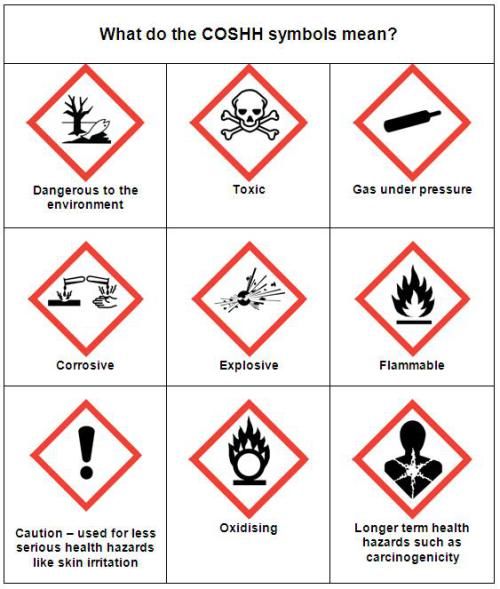 What do the COSHH symbols mean?
Dangerous to the
environment
Toxic
Gas under pressure
Corrosive
Explosive
Flammable
Caution – used for less
serious health hazards
like skin irritation
Oxidising
Longer term health
hazards such as
carcinogenicity